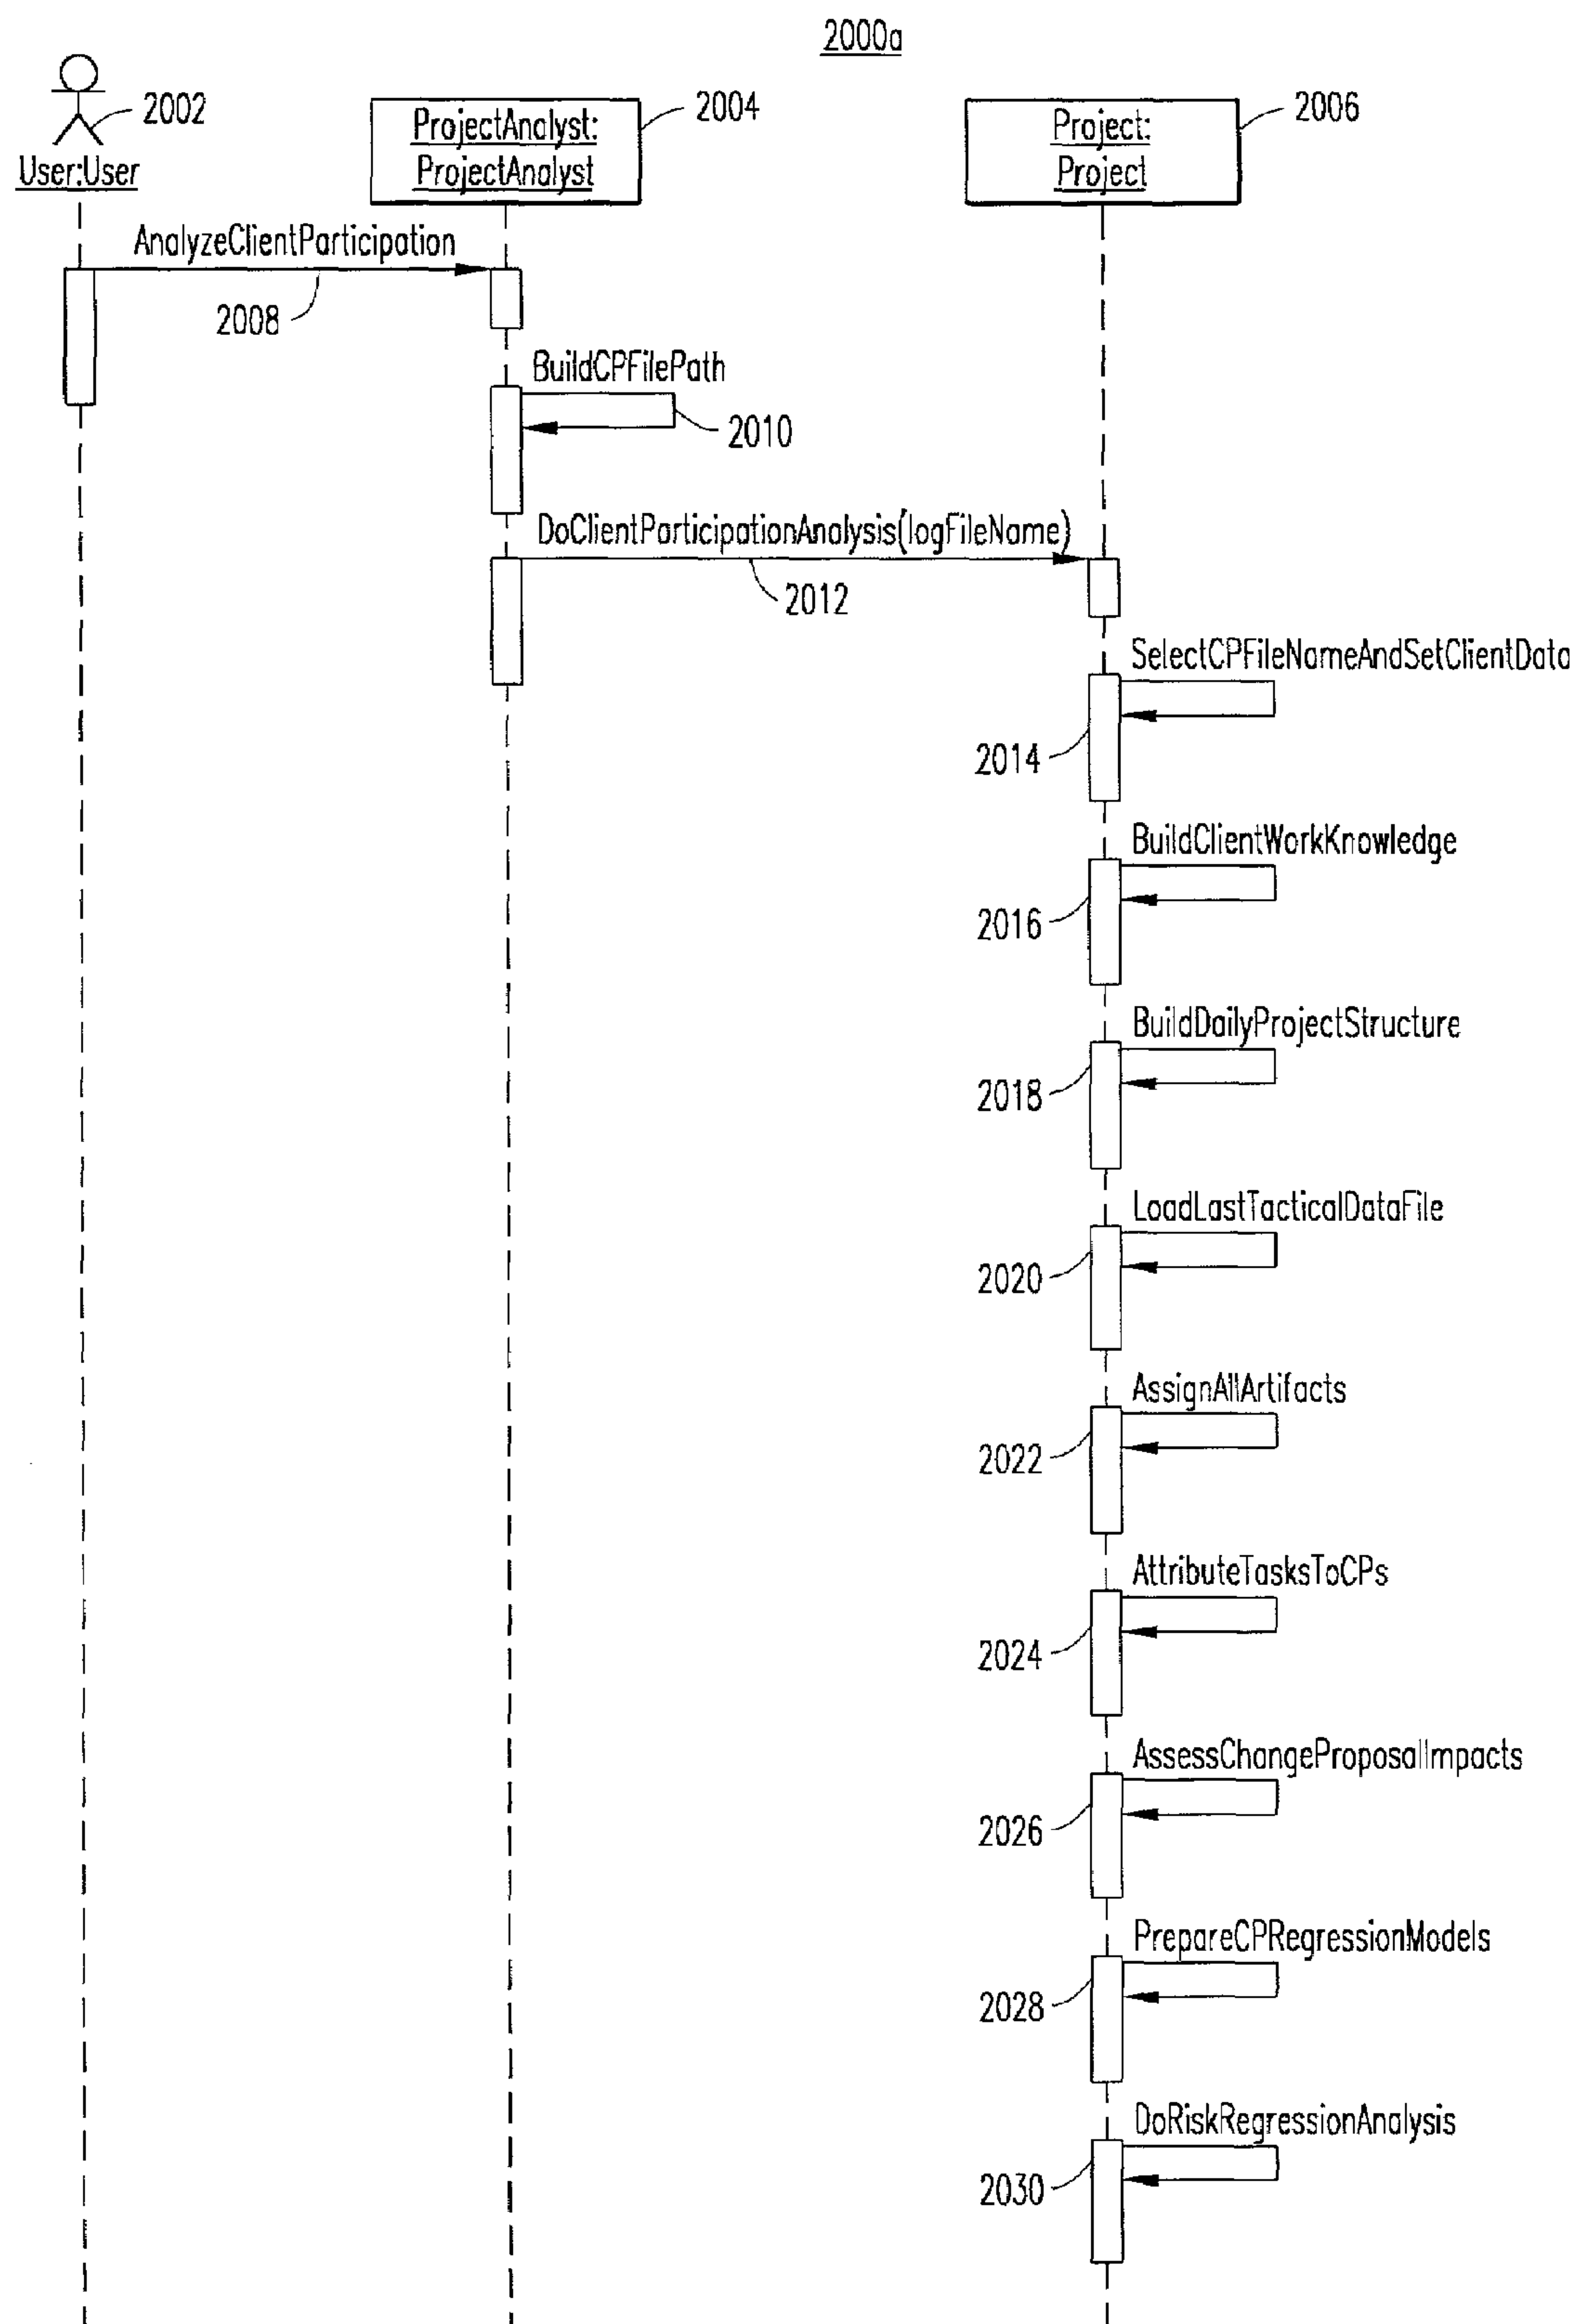 2000a
2002
User:User
ProjectAnalyst:
ProjectAnalyst
2004
Project:
Project
2006
AnalyzeClientParticipation
2008
BuildCPFilePath
2010
DoClientParticipationAnalysis(logFileName)
2012
SelectCPFileNameAndSetClientData
2014
BuildClientWorkKnowledge
2016
BuildDailyProjectStructure
2018
LoadLastTacticalDataFile
2020
AssignAllArtifacts
2022
AttributeTasksToCPs
2024
AssessChangeProposalImpacts
2026
PrepareCPRegressionModels
2028
DoRiskRegressionAnalysis
2030